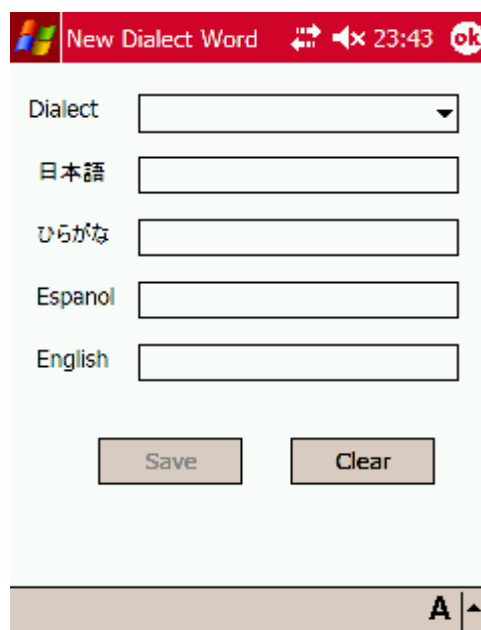 New Dialect Word 23:43 ok
Dialect
日本語
ひらがな
Espanol
English
Save Clear
A